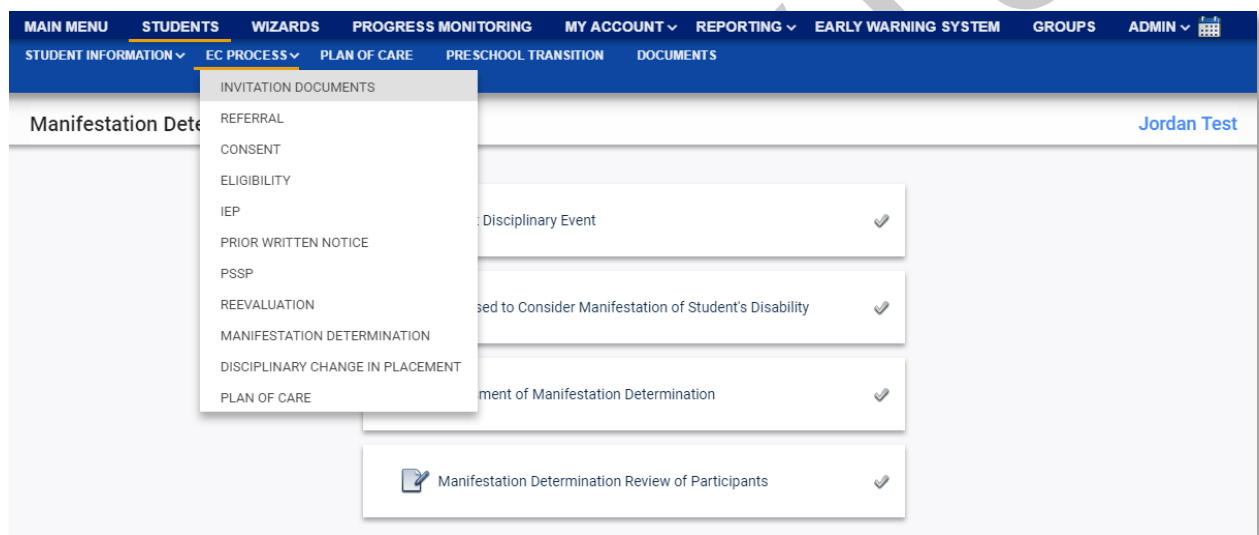 MAIN MENU STUDENTS WIZARDS PROGRESS MONITORING MY ACCOUNT REPORTING EARLY WARNING SYSTEM GROUPS ADMIN
STUDENT INFORMATION EC PROCESS PLAN OF CARE PRESCHOOL TRANSITION DOCUMENTS
INVITATION DOCUMENTS
REFERRAL
CONSENT
ELIGIBILITY
IEP
PRIOR WRITTEN NOTICE
PSSP
REEVALUATION
MANIFESTATION DETERMINATION
DISCIPLINARY CHANGE IN PLACEMENT
PLAN OF CARE
Manifestation Jordan Test
Disciplinary Event
to Consider Manifestation of Student's Disability
of Manifestation Determination
Manifestation Determination Review of Participants